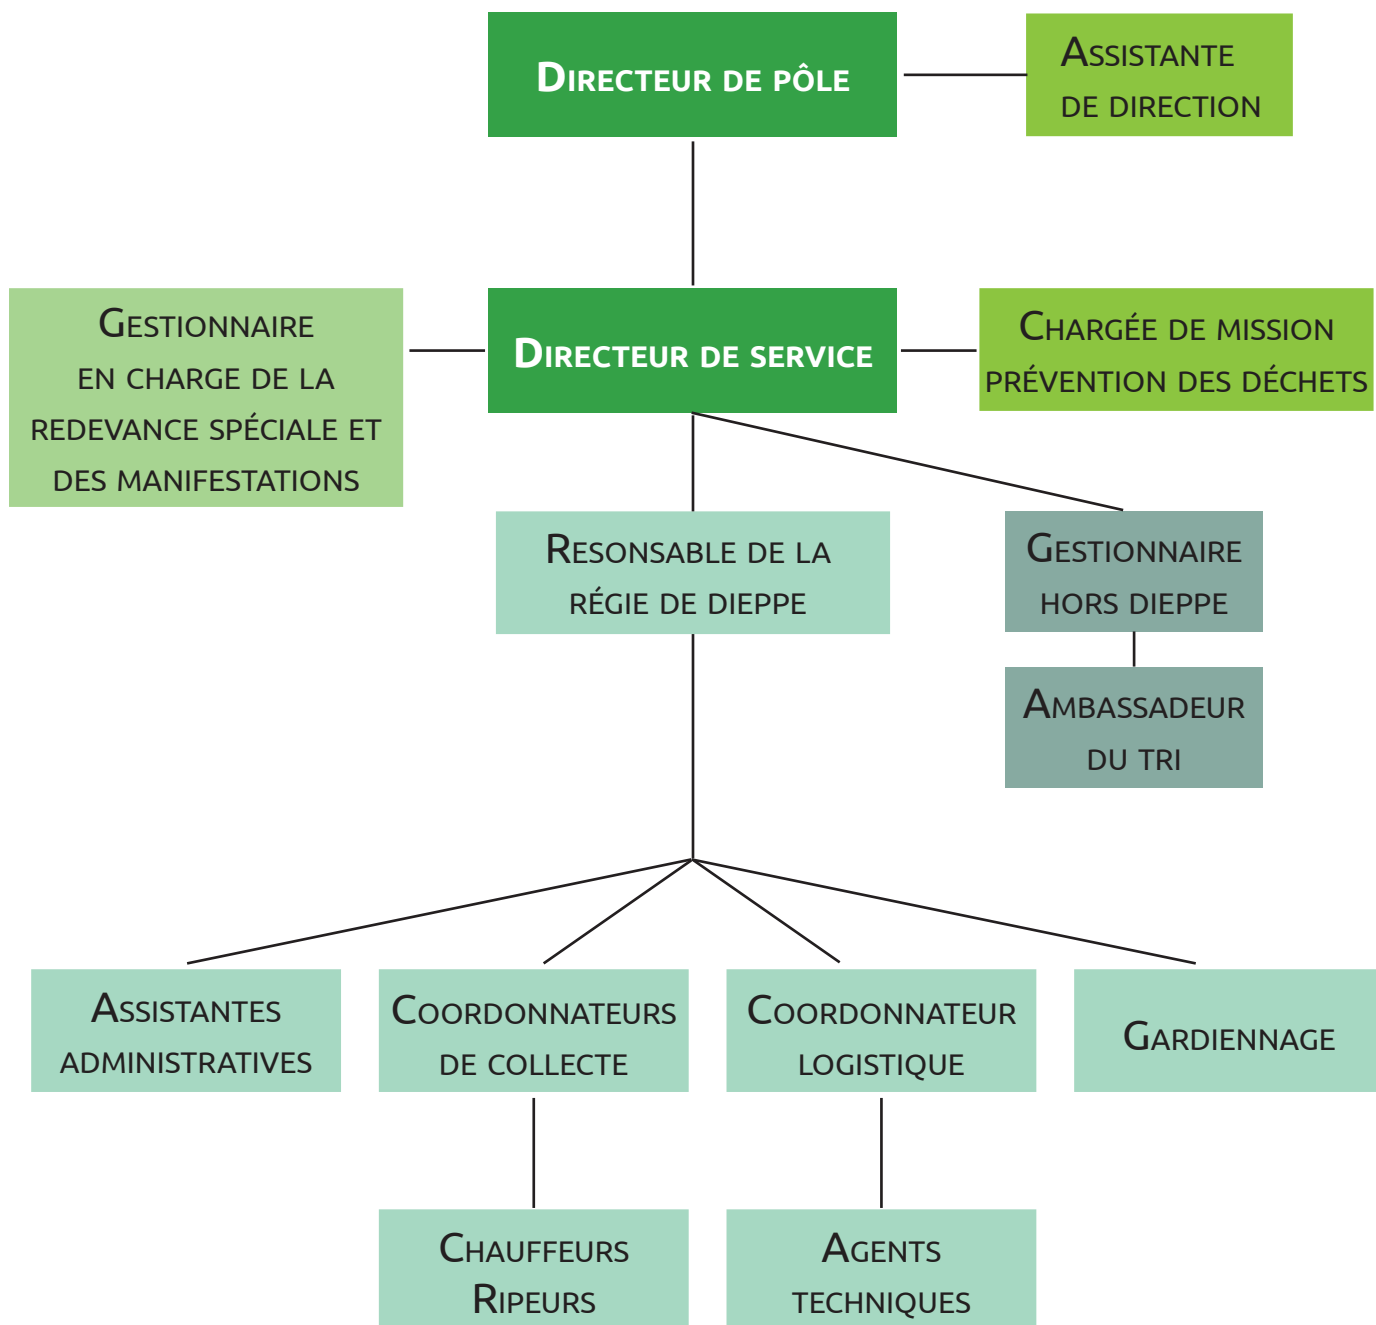 Directeur de pôle
Assistante
de direction
Gestionnaire
en charge de la
redevance spéciale et
des manifestations
Directeur de service
Chargée de mission
prévention des déchets
Resonsable de la
régie de dieppe
Gestionnaire
hors dieppe
Ambassadeur
du tri
Assistantes
administratives
Coordonnateurs
de collecte
Coordonnateur
logistique
Gardiennage
Chauffeurs
Ripeurs
Agents
techniques